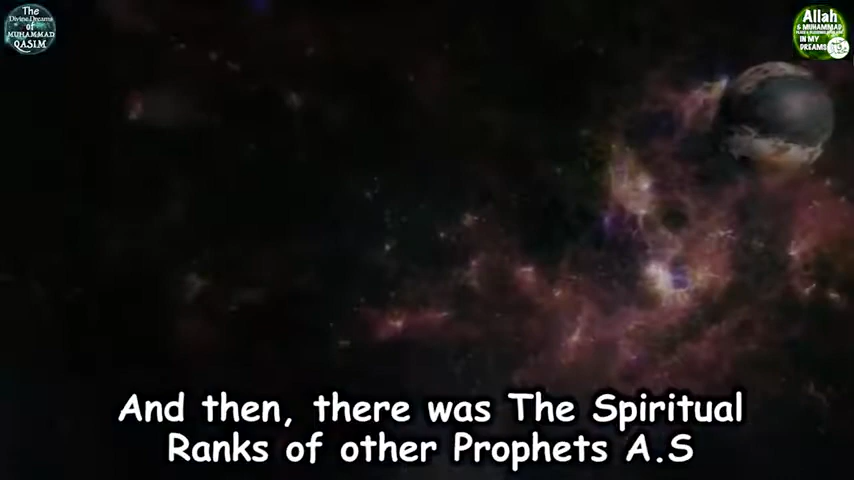 The
Divine Dreams
of
MUHAMMAD
QASIM
Allah
& MUHAMMAD
IN MY
DREAMS
And then, there was The Spiritual
Ranks of other Prophets A.S